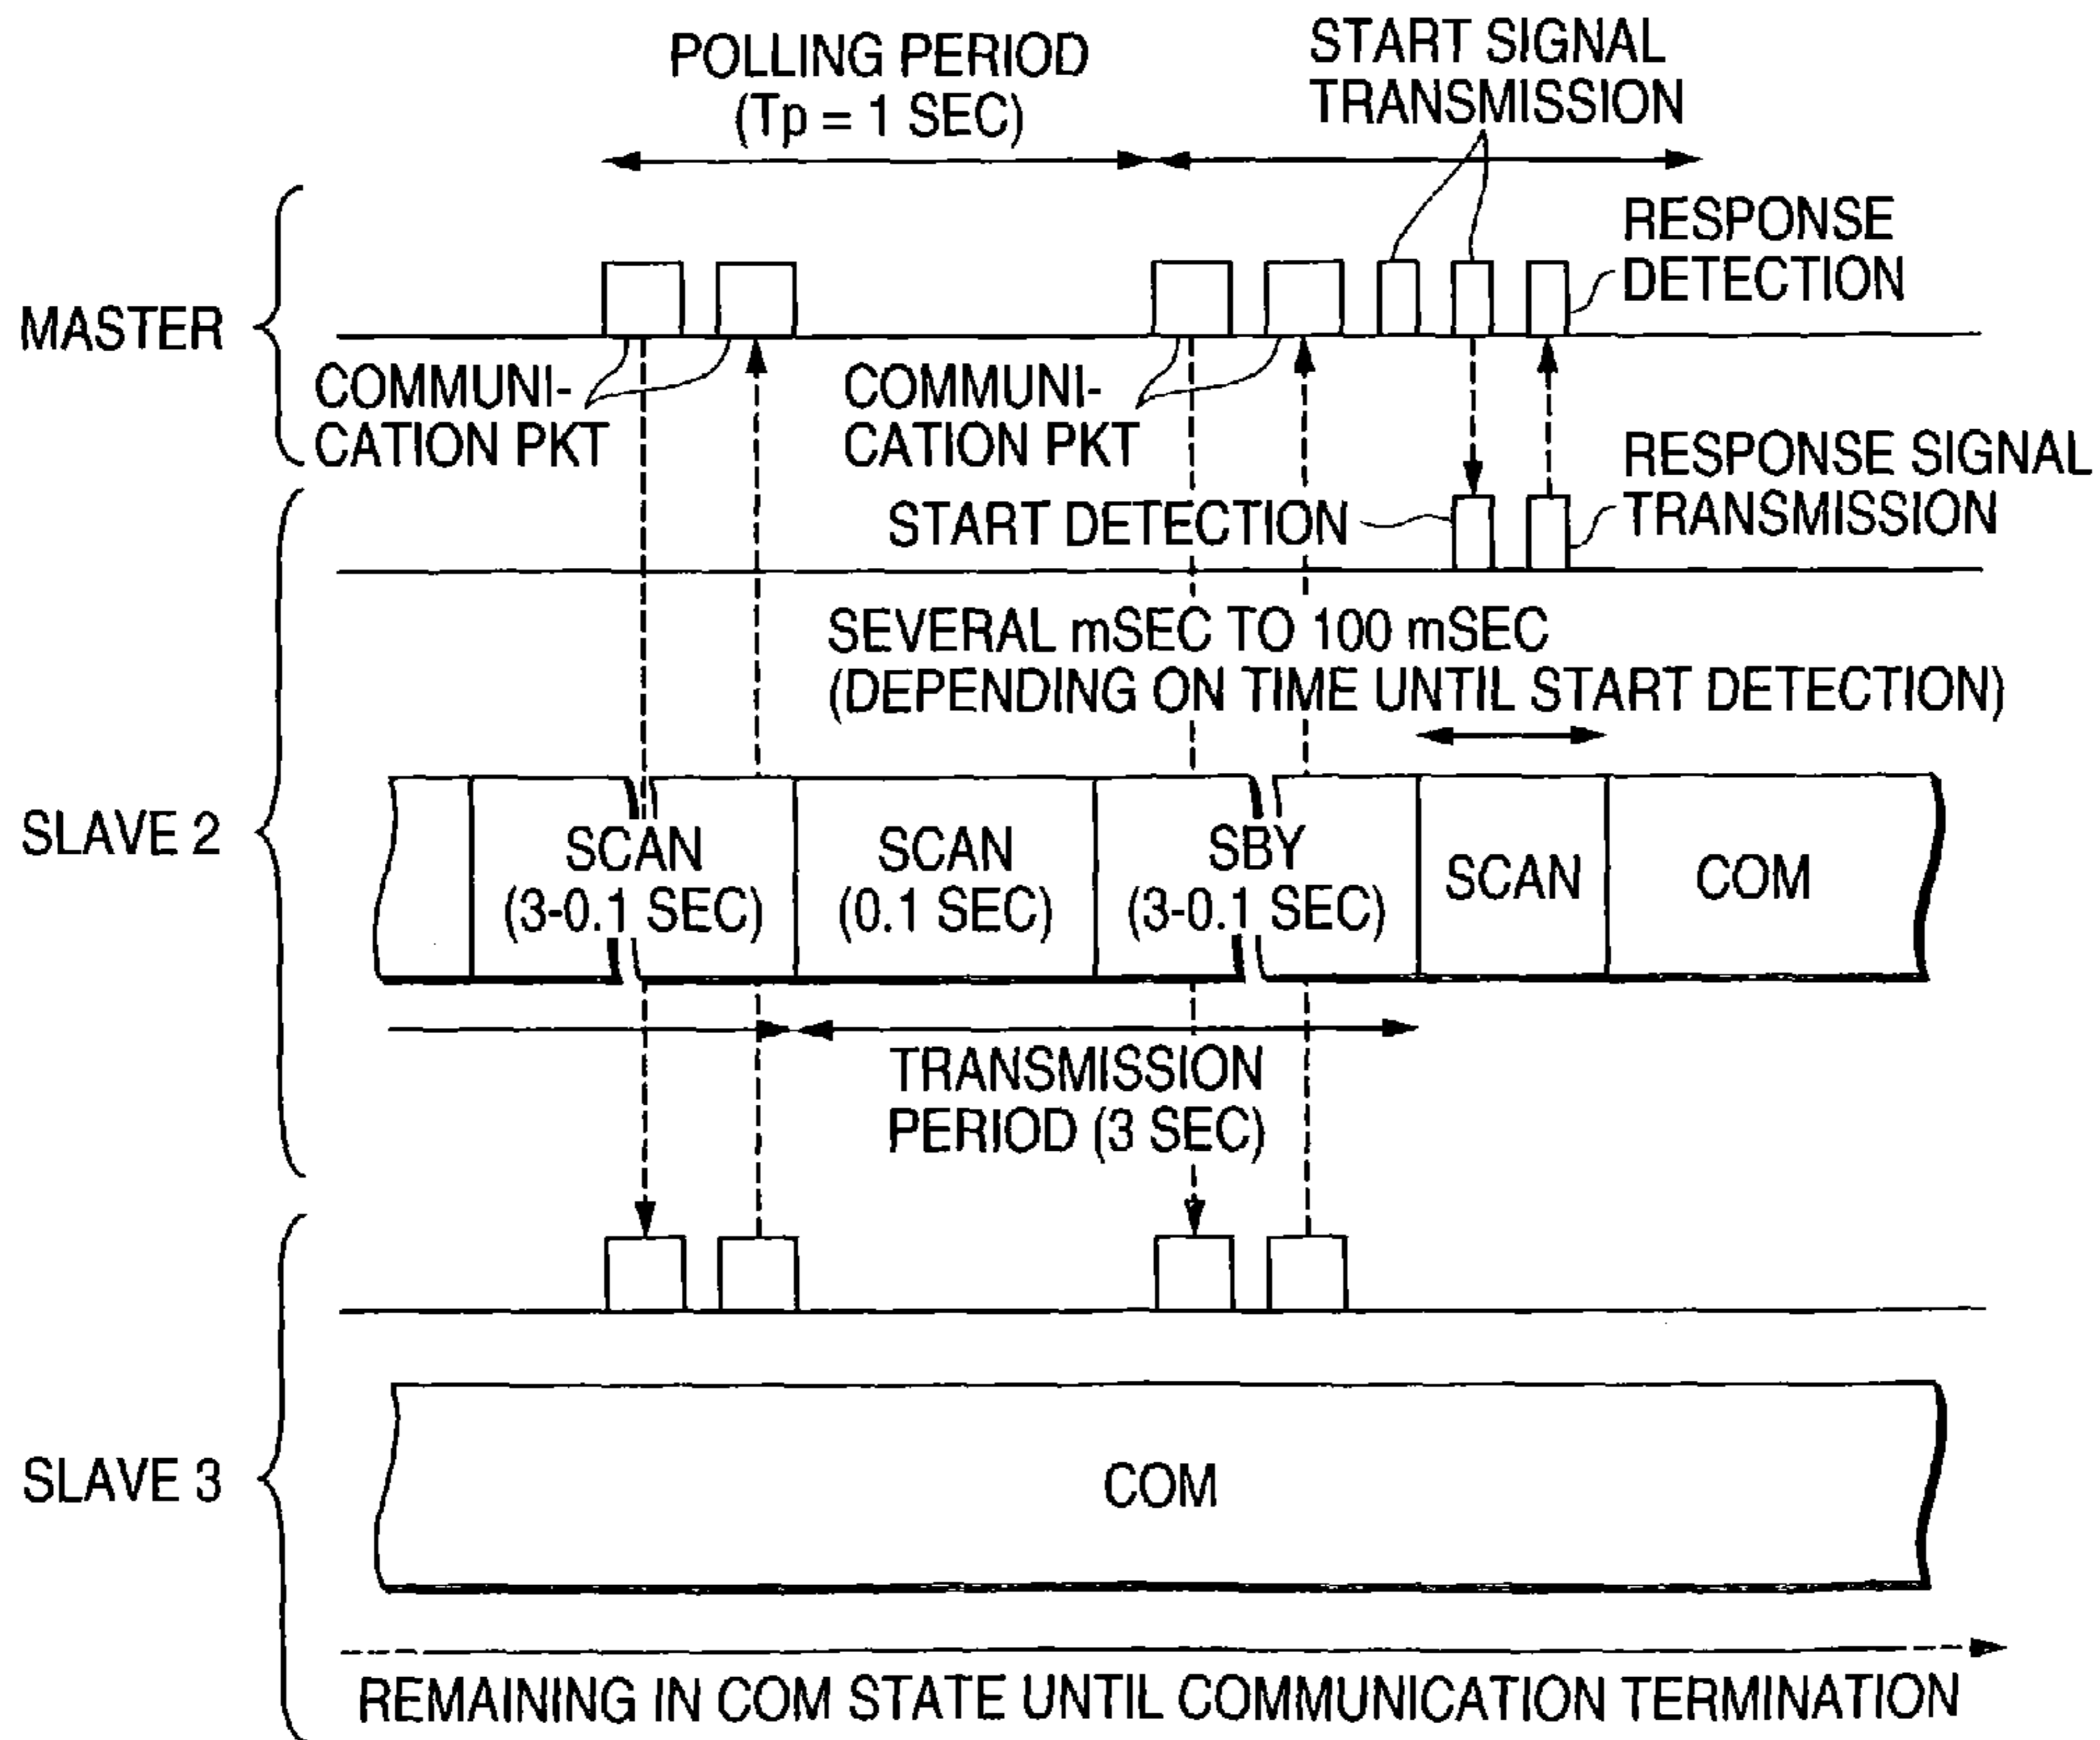 POLLING PERIOD
(Tp = 1 SEC)
START SIGNAL
TRANSMISSION
RESPONSE
DETECTION
MASTER
COMMUNI-
CATION PKT
COMMUNI-
CATION PKT
RESPONSE SIGNAL
TRANSMISSION
START DETECTION
SEVERAL mSEC TO 100 mSEC
(DEPENDING ON TIME UNTIL START DETECTION)
SLAVE 2
SCAN
(3-0.1 SEC)
SCAN
(0.1 SEC)
SBY
(3-0.1 SEC)
SCAN
COM
TRANSMISSION
PERIOD (3 SEC)
SLAVE 3
COM
REMAINING IN COM STATE UNTIL COMMUNICATION TERMINATION